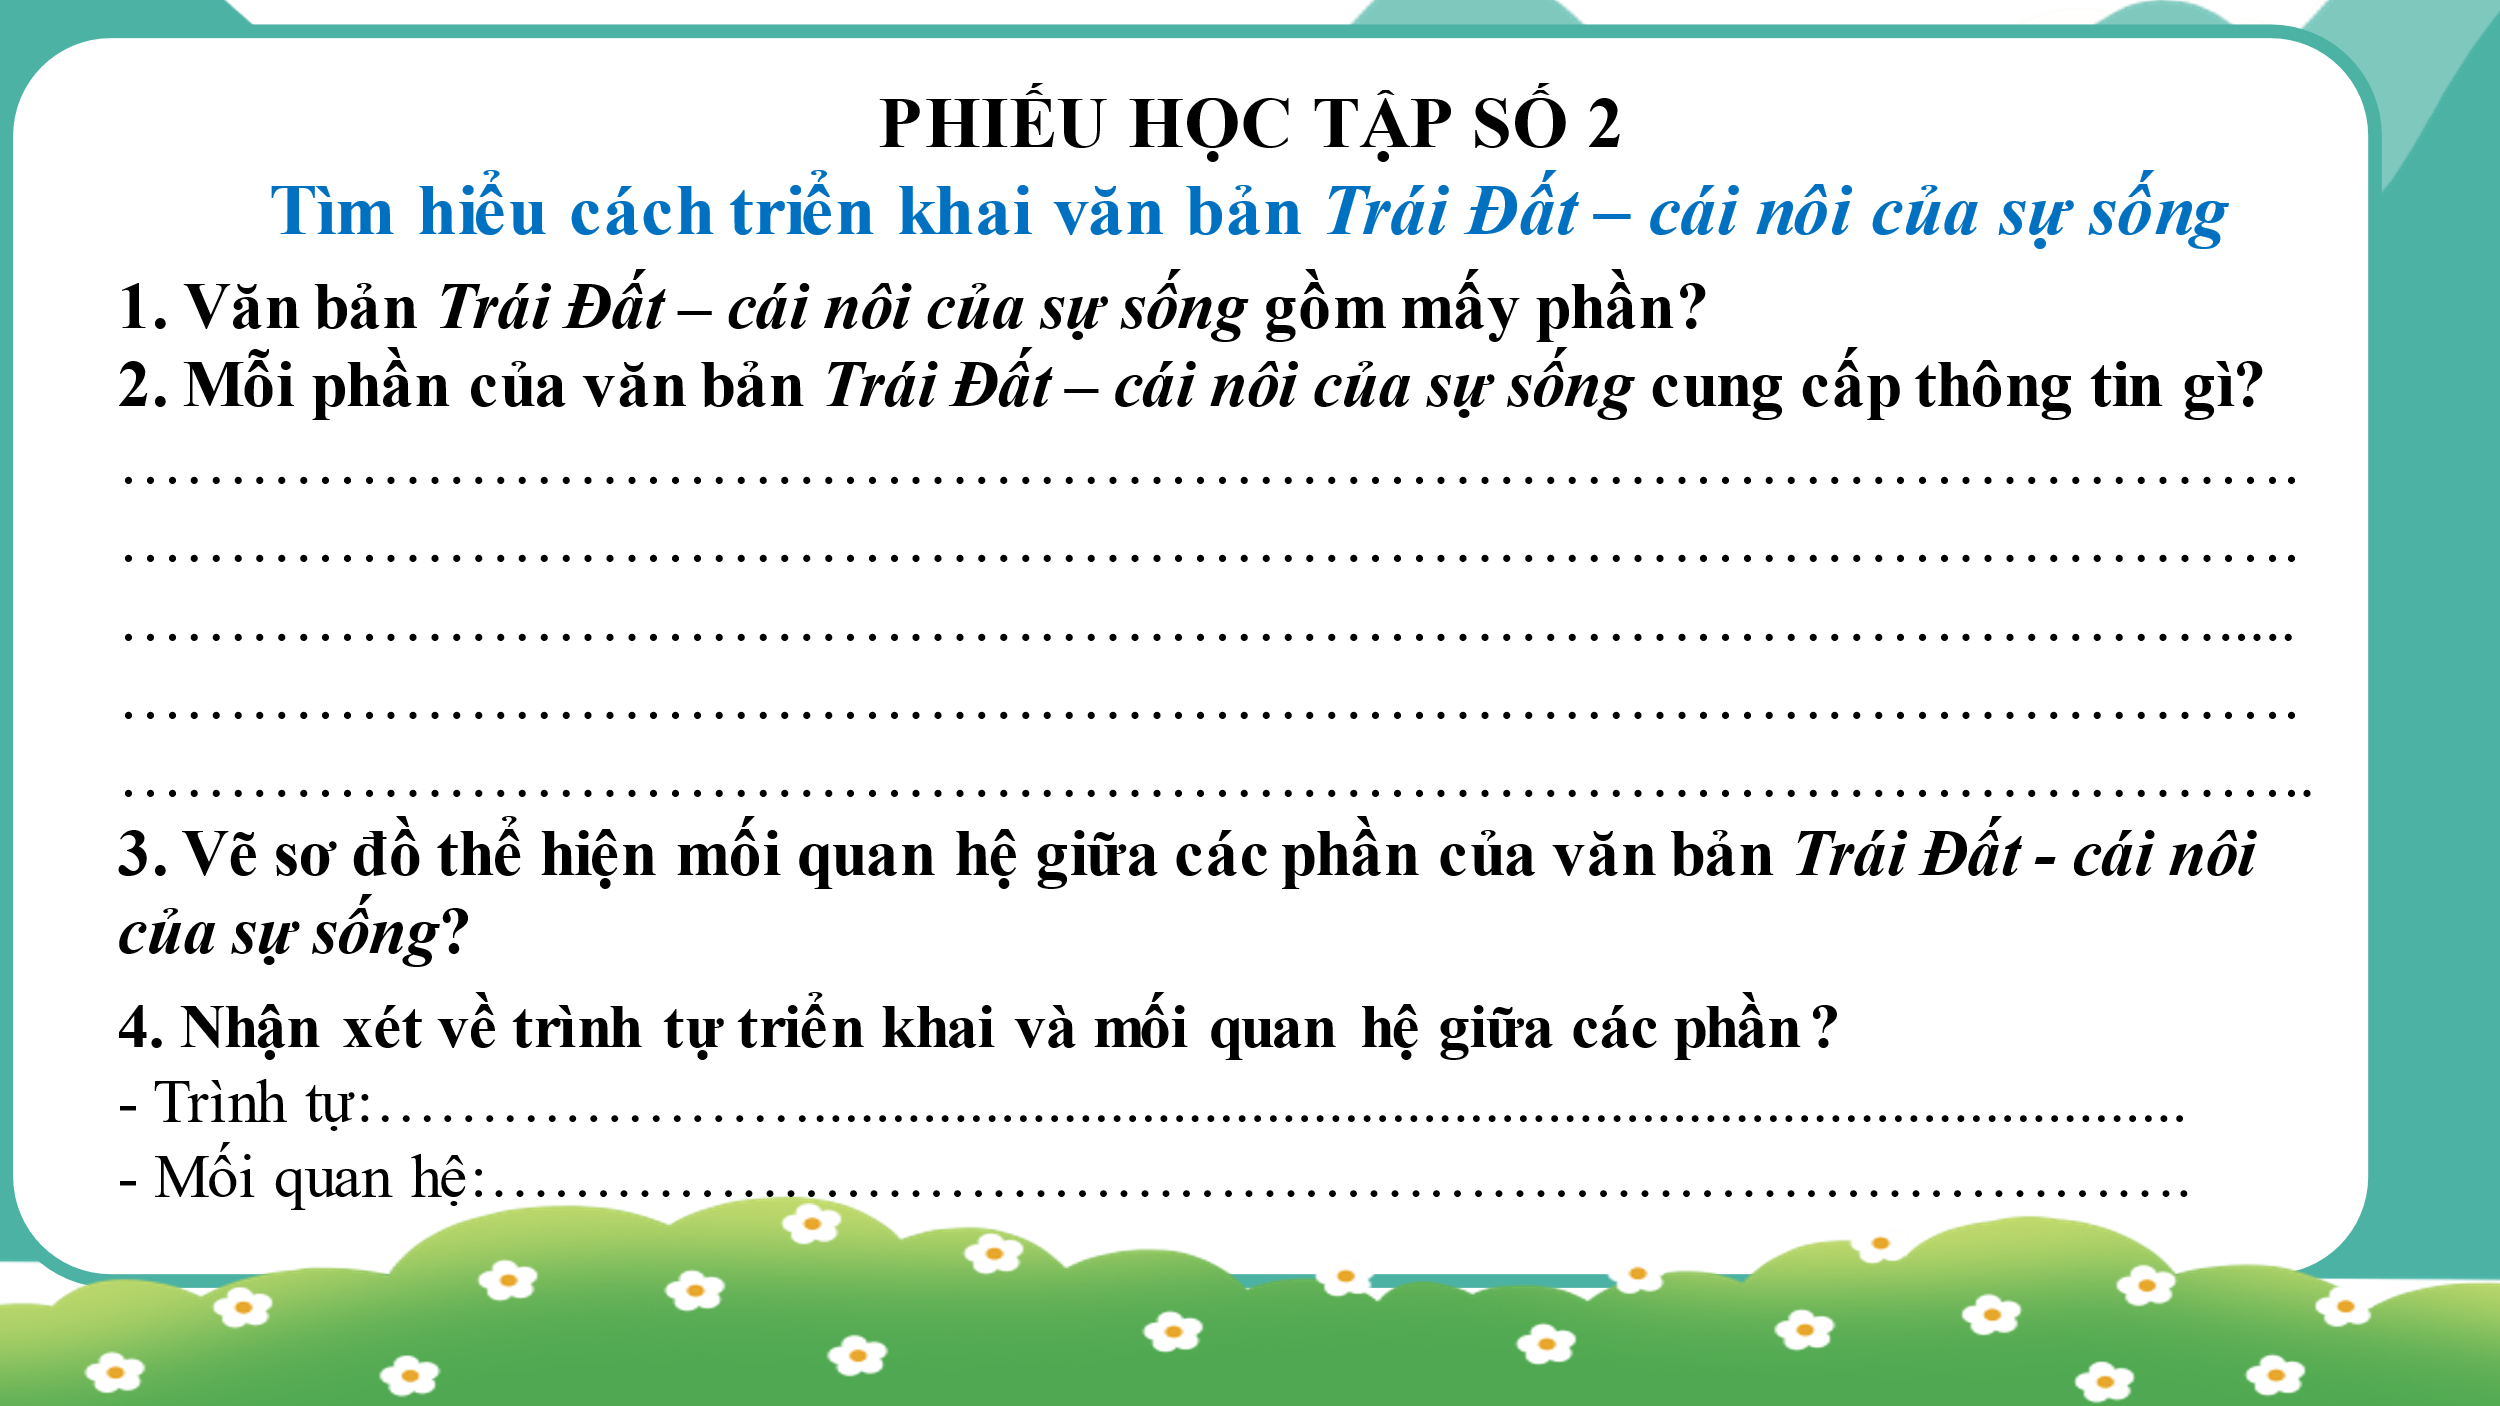 PHIẾU HỌC TẬP SỐ 2
Tìm hiểu cách triển khai văn bản Trái Đất – cái nôi của sự sống
1. Văn bản Trái Đất – cái nôi của sự sống gồm mấy phần?
2. Mỗi phần của văn bản Trái Đất – cái nôi của sự sống cung cấp thông tin gì?
…………………………………………………………………………………………
…………………………………………………………………………………………
……………………………………………………………………………………….....
…………………………………………………………………………………………
…………………………………………………………………………………………..
3. Vẽ sơ đồ thể hiện mối quan hệ giữa các phần của văn bản Trái Đất - cái nôi
của sự sống?
4. Nhận xét về trình tự triển khai và mối quan hệ giữa các phần ?
- Trình tự:…………………….........................................................................................
- Mối quan hệ:…………………………………………………………………………